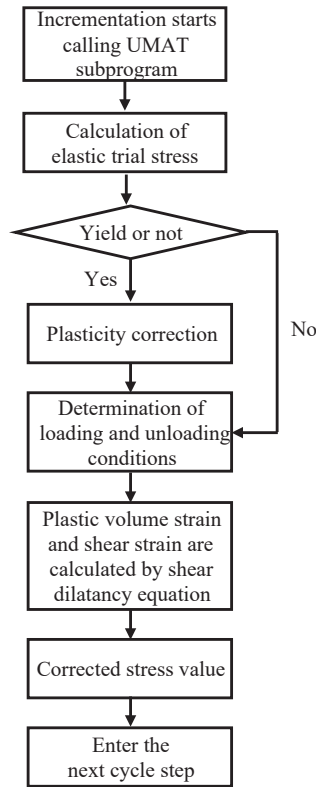 Incrementation starts
calling UMAT
subprogram
Calculation of
elastic trial stress
Yield or not
Yes
No
Plasticity correction
Determination of
loading and unloading
conditions
Plastic volume strain
and shear strain are
calculated by shear
dilatancy equation
Corrected stress value
Enter the
next cycle step